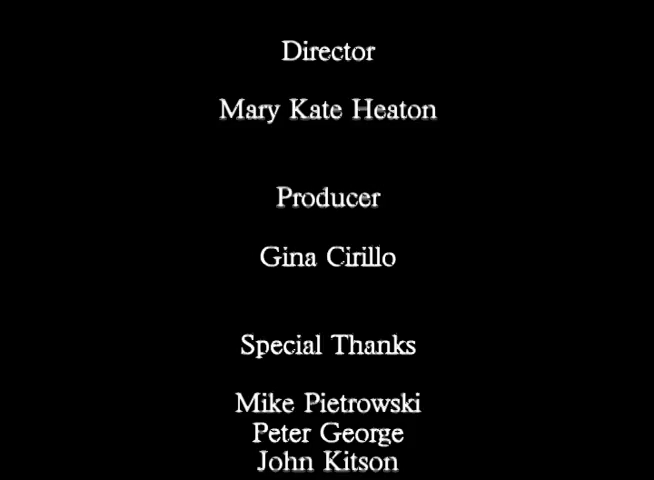 Director
Mary Kate Heaton
Producer
Gina Cirillo
Special Thanks
Mike Pietrowski
Peter George
John Kitson